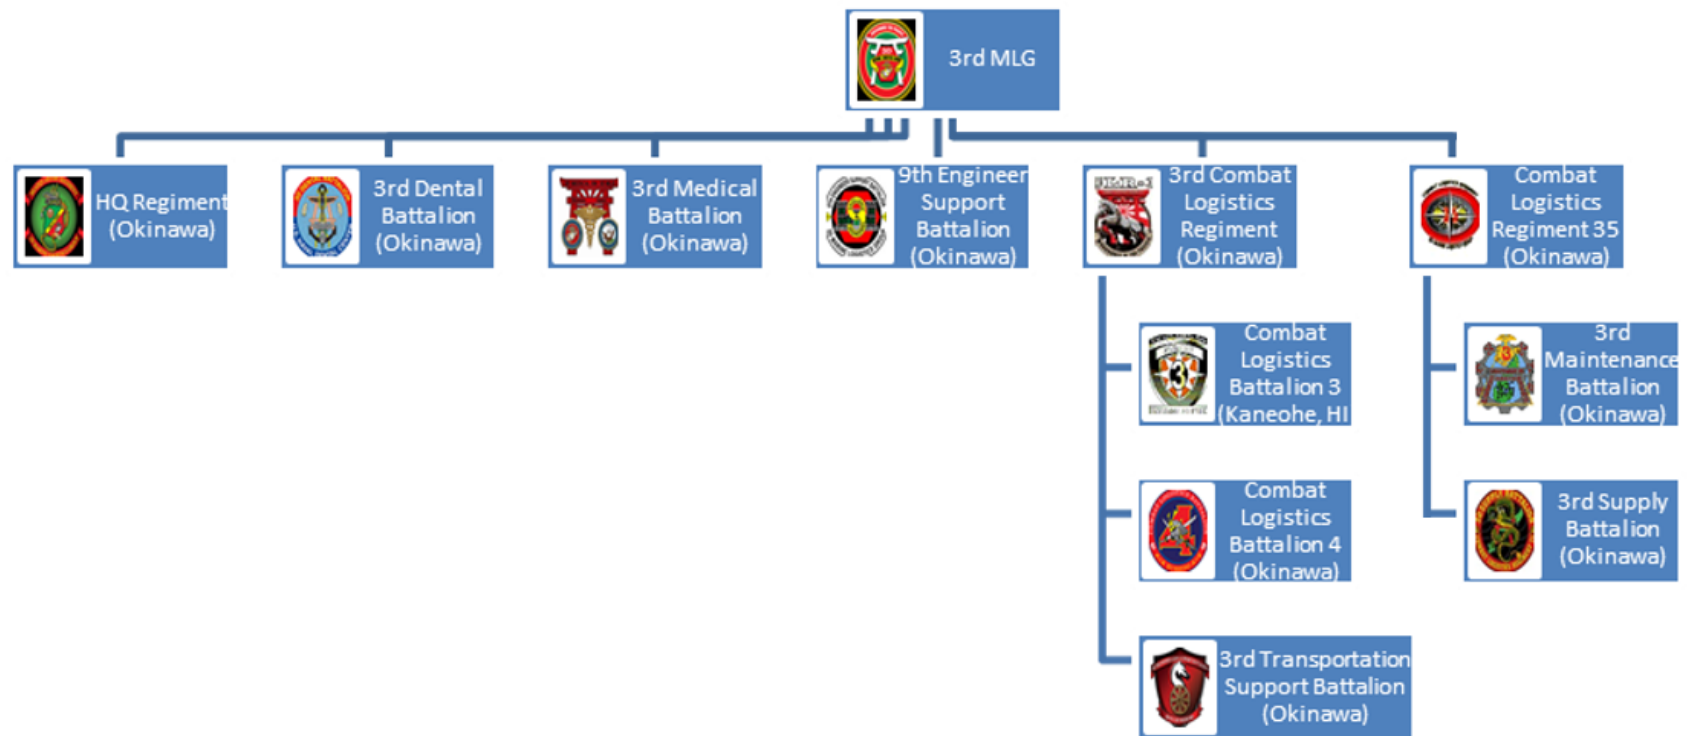 3rd MLG
HQ Regiment
(Okinawa)
3rd Dental
Battalion
(Okinawa)
3rd Medical
Battalion
(Okinawa)
9th Engineer
Support
Battalion
(Okinawa)
3rd Combat
Logistics
Regiment
(Okinawa)
Combat
Logistics
Regiment 35
(Okinawa)
Combat
Logistics
Battalion 3
(Kaneohe, HI
3rd
Maintenance
Battalion
(Okinawa)
Combat
Logistics
Battalion 4
(Okinawa)
3rd Supply
Battalion
(Okinawa)
3rd Transportation
Support Battalion
(Okinawa)